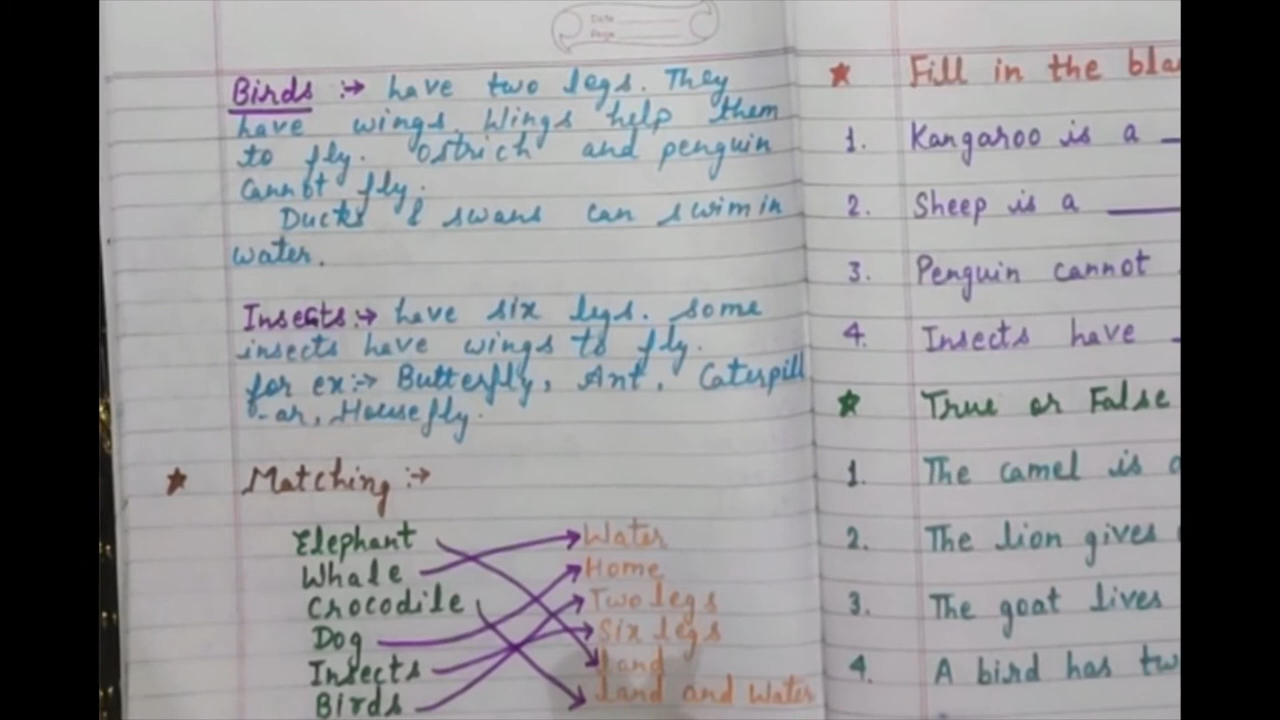 Date
Page
Birds :→ have two legs. They
have wings. Wings help them
to fly. Ostrich and penguin
cannot fly.
Ducks & swans can swim in
water.
Insects :→ have six legs. Some
insects have wings to fly.
for ex :→ Butterfly, Ant, Caterpill
-ar, Housefly.
★ Matching :→
Elephant Water
Whale Home
Crocodile Two legs
Dog Six legs
Insects Land
Birds Land and Water
★ Fill in the bla
1. Kangaroo is a
2. Sheep is a
3. Penguin cannot
4. Insects have
★ True or False
1. The camel is
2. The lion gives
3. The goat lives
4. A bird has tw